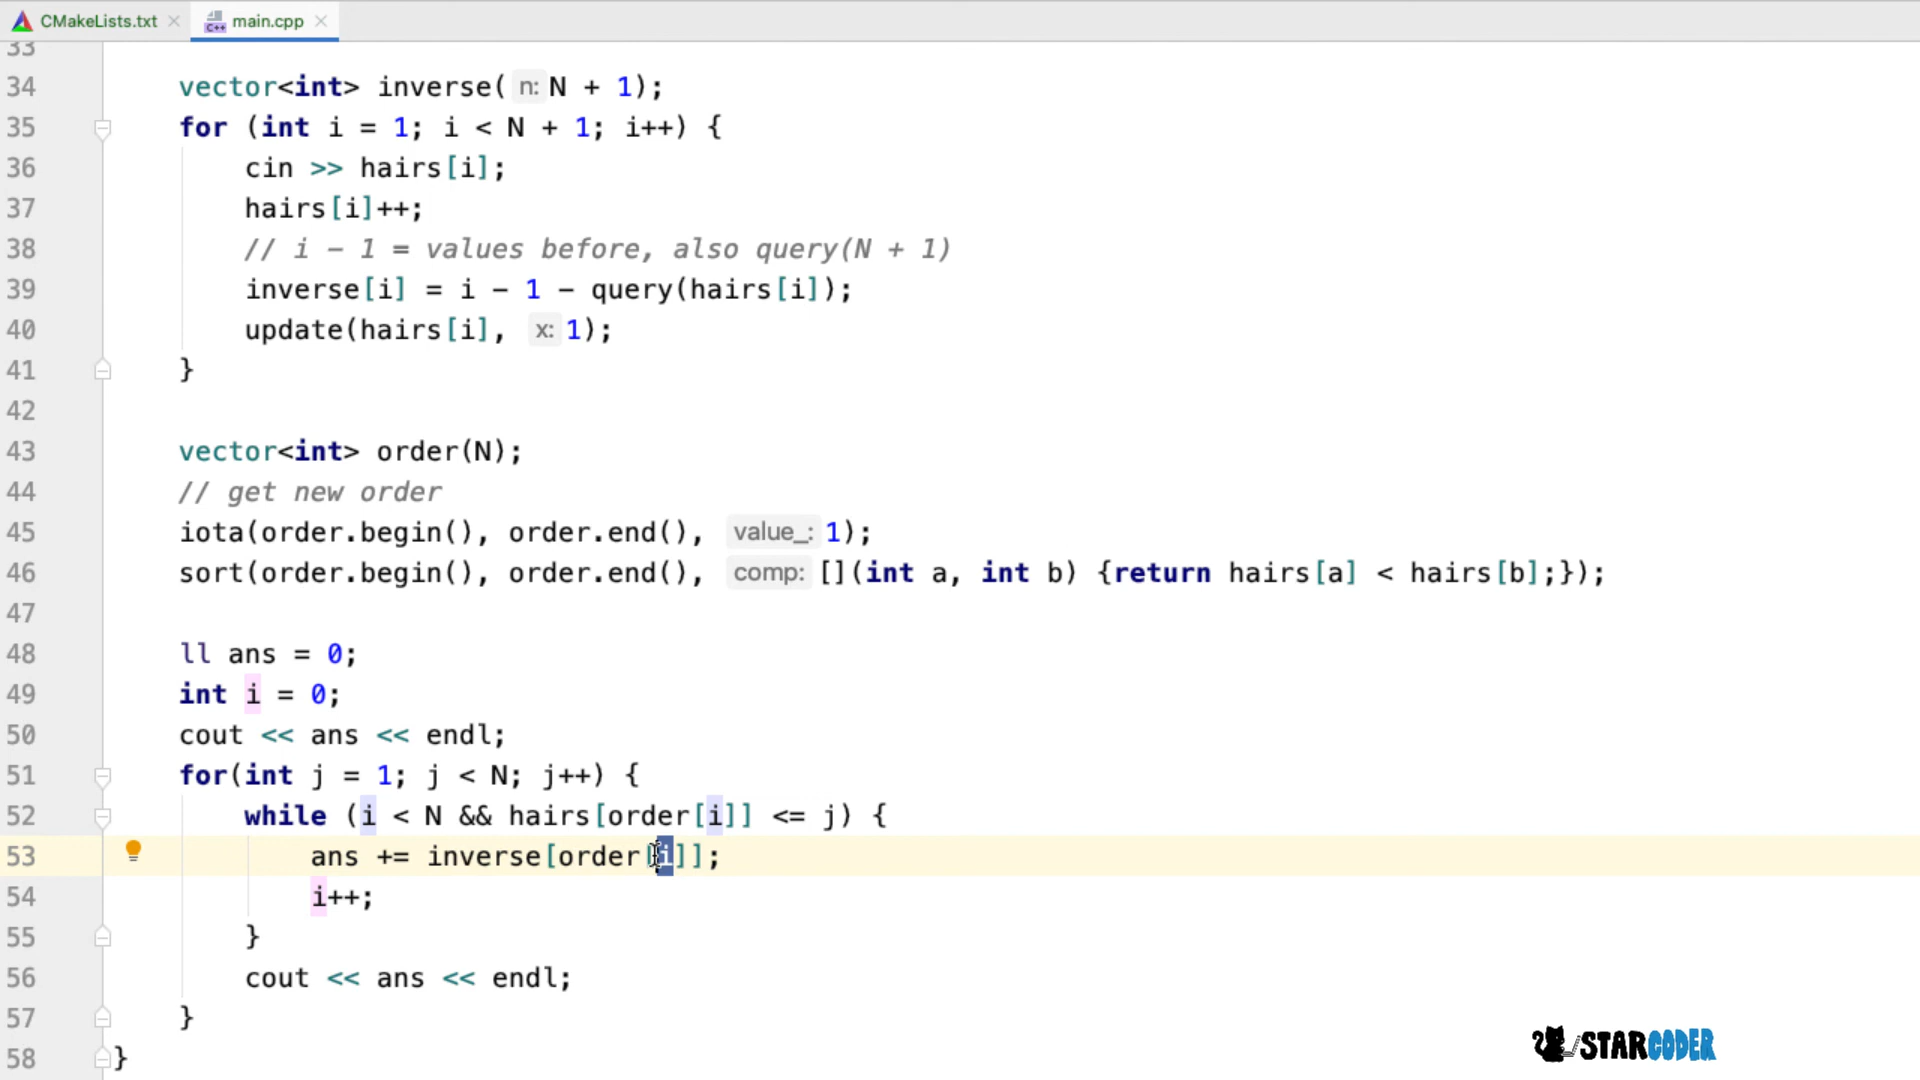 CMakeLists.txt main.cpp
33
34 vector<int> inverse( n: N + 1);
35 for (int i = 1; i < N + 1; i++) {
36 cin >> hairs[i];
37 hairs[i]++;
38 // i - 1 = values before, also query(N + 1)
39 inverse[i] = i - 1 - query(hairs[i]);
40 update(hairs[i], x: 1);
41 }
42
43 vector<int> order(N);
44 // get new order
45 iota(order.begin(), order.end(), value_: 1);
46 sort(order.begin(), order.end(), comp: [](int a, int b) {return hairs[a] < hairs[b];});
47
48 ll ans = 0;
49 int i = 0;
50 cout << ans << endl;
51 for(int j = 1; j < N; j++) {
52 while (i < N && hairs[order[i]] <= j) {
53 ans += inverse[order[i]];
54 i++;
55 }
56 cout << ans << endl;
57 }
58 }
STARCODER